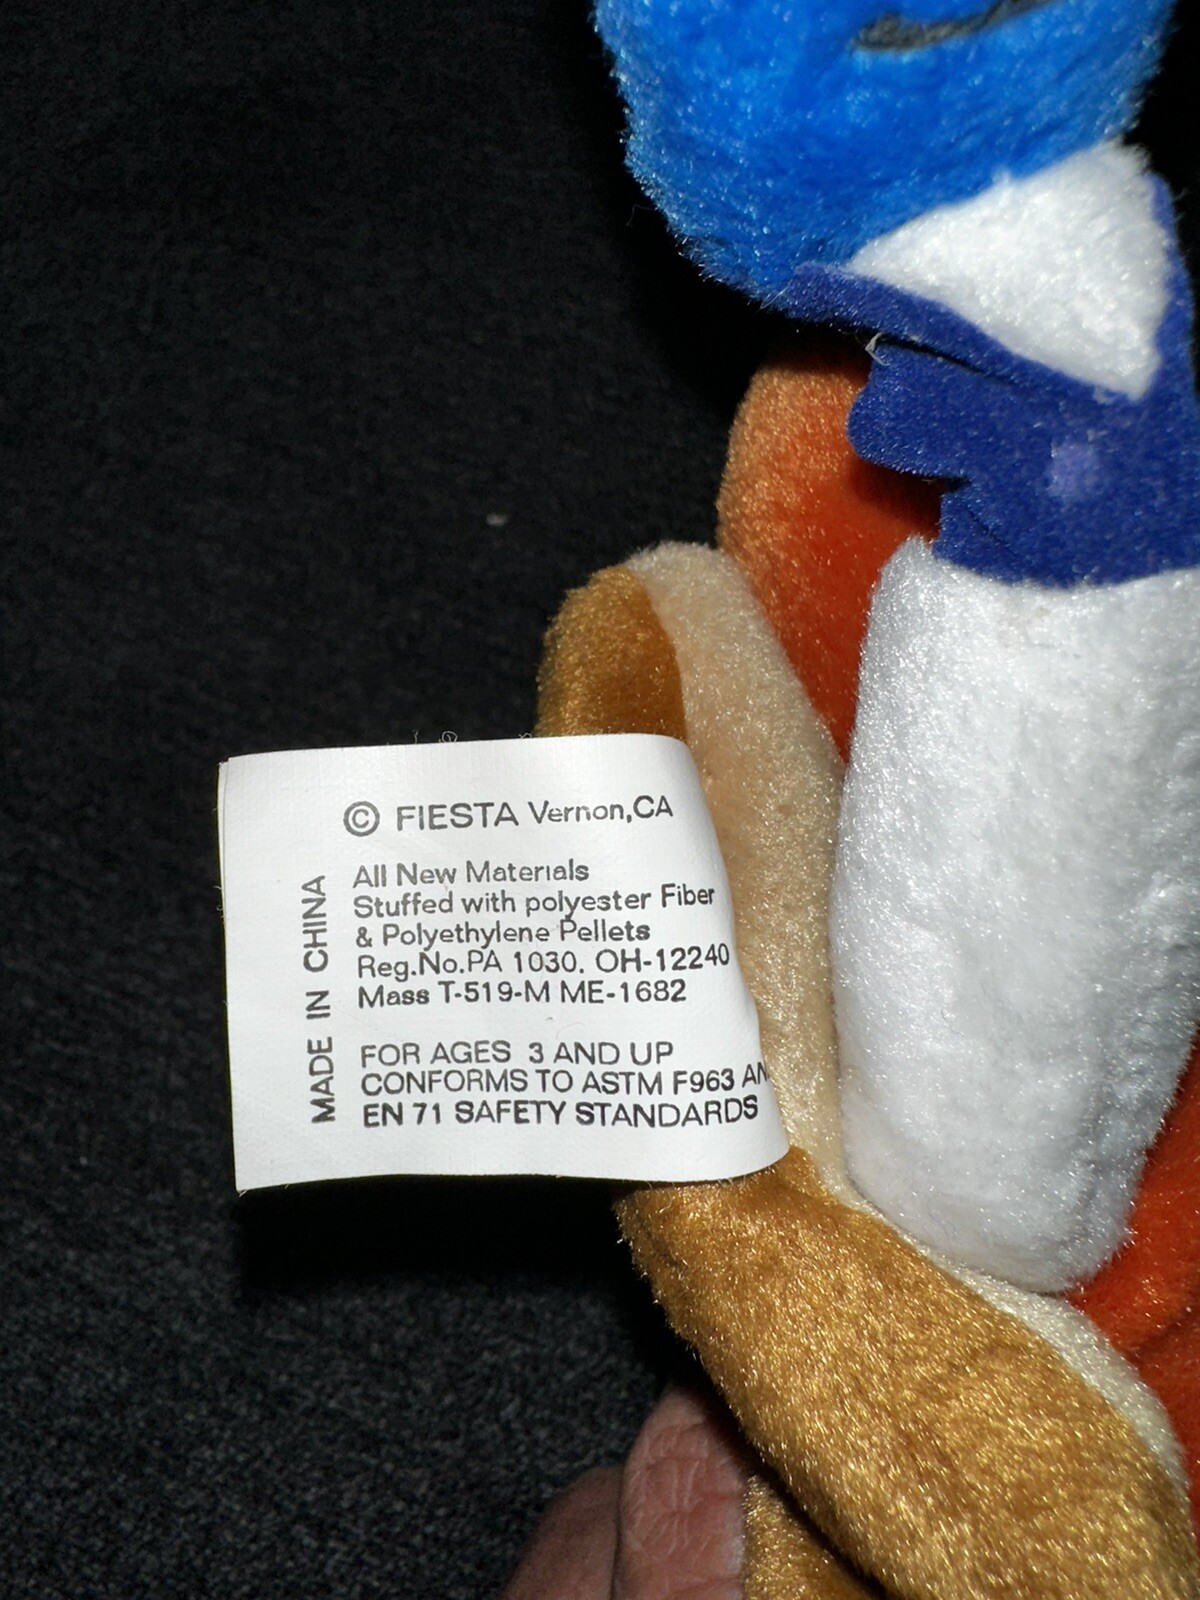 © FIESTA Vernon,CA
All New Materials
Stuffed with polyester Fiber
& Polyethylene Pellets
Reg.No.PA 1030. OH-12240
Mass T-519-M ME-1682
FOR AGES 3 AND UP
CONFORMS TO ASTM F963 AN
EN 71 SAFETY STANDARDS
MADE IN CHINA